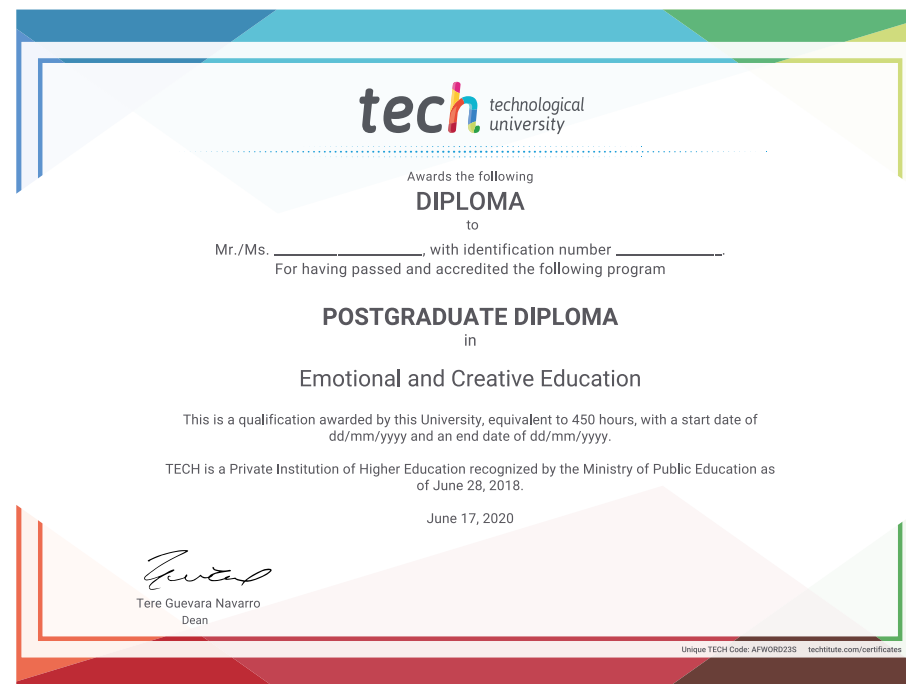 tech technological
university
Awards the following
DIPLOMA
to
Mr./Ms. ____________________, with identification number ______________.
For having passed and accredited the following program
POSTGRADUATE DIPLOMA
in
Emotional and Creative Education
This is a qualification awarded by this University, equivalent to 450 hours, with a start date of
dd/mm/yyyy and an end date of dd/mm/yyyy.
TECH is a Private Institution of Higher Education recognized by the Ministry of Public Education as
of June 28, 2018.
June 17, 2020
Tere Guevara Navarro
Dean
Unique TECH Code: AFWORD23S techtitute.com/certificates